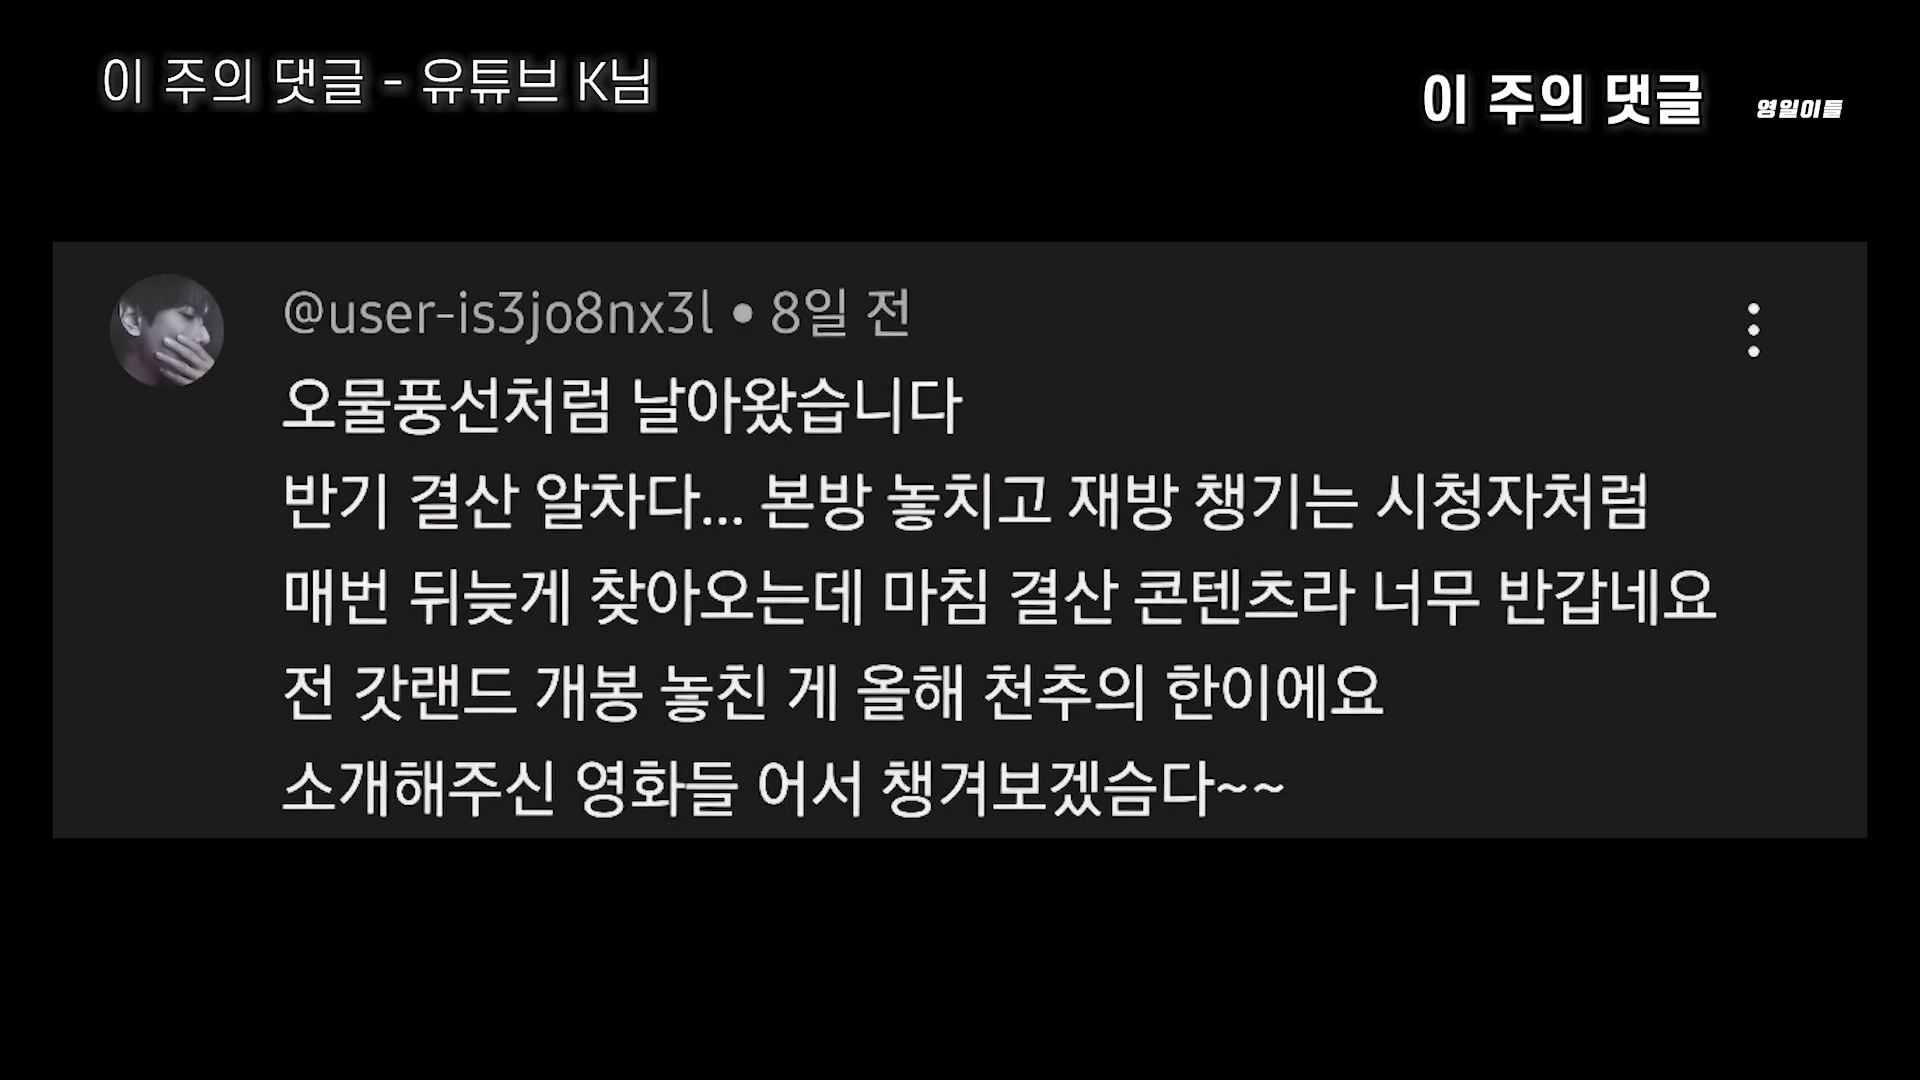 이 주의 댓글 - 유튜브 K님
이 주의 댓글
영일이들
@user-is3jo8nx3l • 8일 전
오물풍선처럼 날아왔습니다
반기 결산 알차다... 본방 놓치고 재방 챙기는 시청자처럼
매번 뒤늦게 찾아오는데 마침 결산 콘텐츠라 너무 반갑네요
전 갓랜드 개봉 놓친 게 올해 천추의 한이에요
소개해주신 영화들 어서 챙겨보겠슴다~~